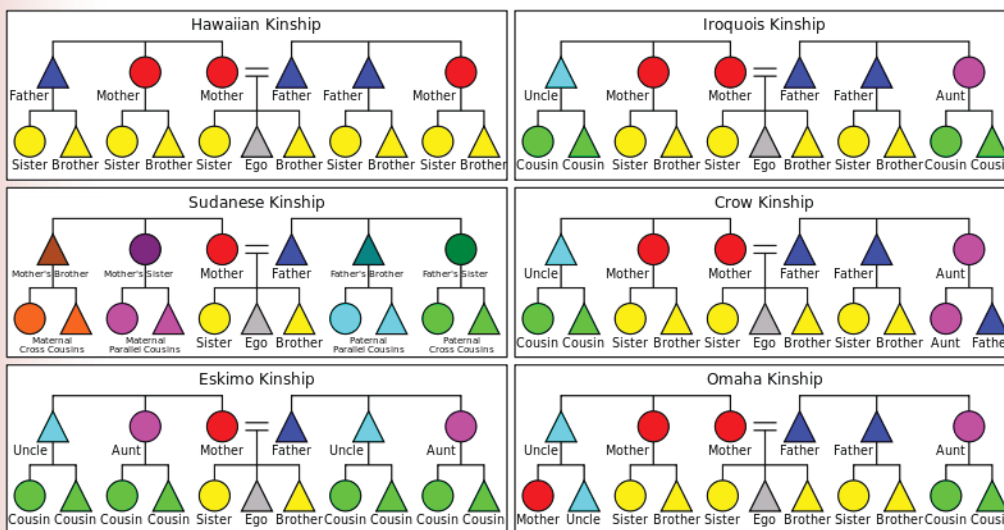 Hawaiian Kinship
Father Mother Mother Father Father Mother
Sister Brother Sister Brother Sister Ego Brother Sister Brother Sister Brother
Iroquois Kinship
Uncle Mother Mother Father Father Aunt
Cousin Cousin Sister Brother Sister Ego Brother Sister Brother Cousin Cousi
Sudanese Kinship
Mother's Brother Mother's Sister Mother Father Father's Brother Father's Sister
Maternal Cross Cousins Maternal Parallel Cousins Sister Ego Brother Paternal Parallel Cousins Paternal Cross Cousins
Crow Kinship
Uncle Mother Mother Father Father Aunt
Cousin Cousin Sister Brother Sister Ego Brother Sister Brother Aunt Fathe
Eskimo Kinship
Uncle Aunt Mother Father Uncle Aunt
Cousin Cousin Cousin Cousin Sister Ego Brother Cousin Cousin Cousin Cousin
Omaha Kinship
Uncle Mother Mother Father Father Aunt
Mother Uncle Sister Brother Sister Ego Brother Sister Brother Cousin Cousi